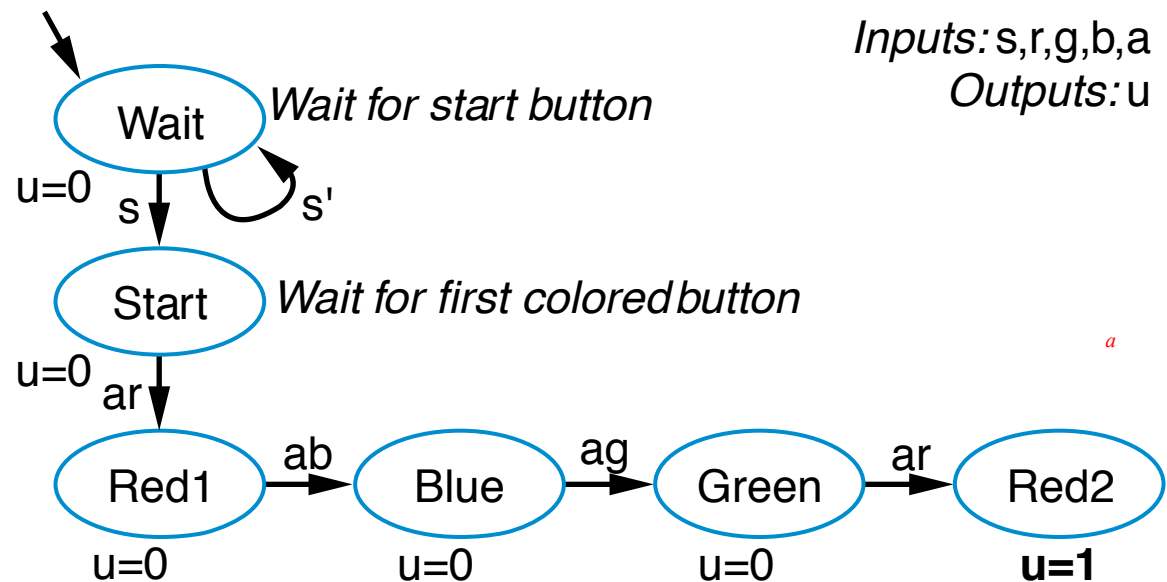 Inputs: s,r,g,b,a
Outputs: u
Wait
Wait for start button
u=0
s
s'
Start
Wait for first colored button
a
u=0
ar
Red1
ab
Blue
ag
Green
ar
Red2
u=0
u=0
u=0
u=1